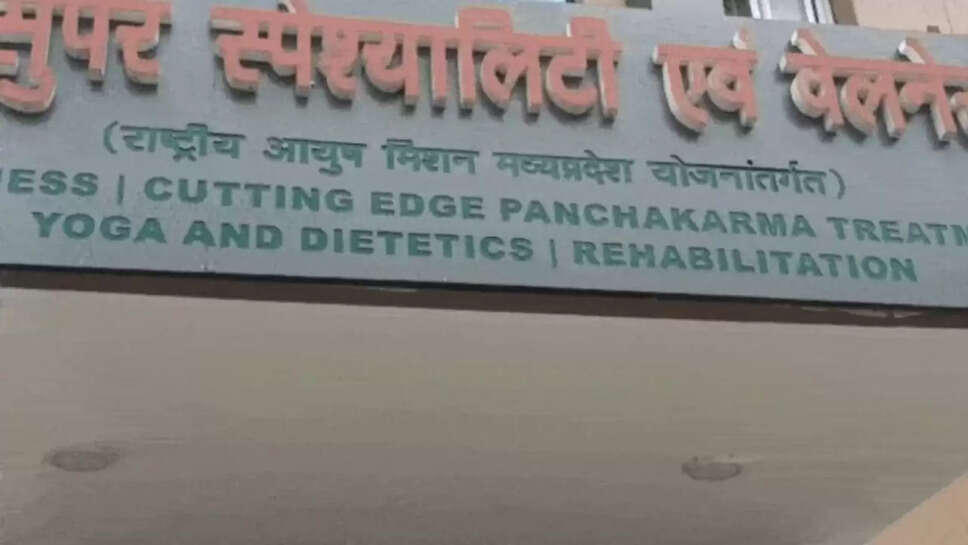 सुपर स्पेश्यालिटी एवं वेलनेस
(राष्ट्रीय आयुष मिशन मध्यप्रदेश योजनांतर्गत)
NESS | CUTTING EDGE PANCHAKARMA TREATM
YOGA AND DIETETICS | REHABILITATION